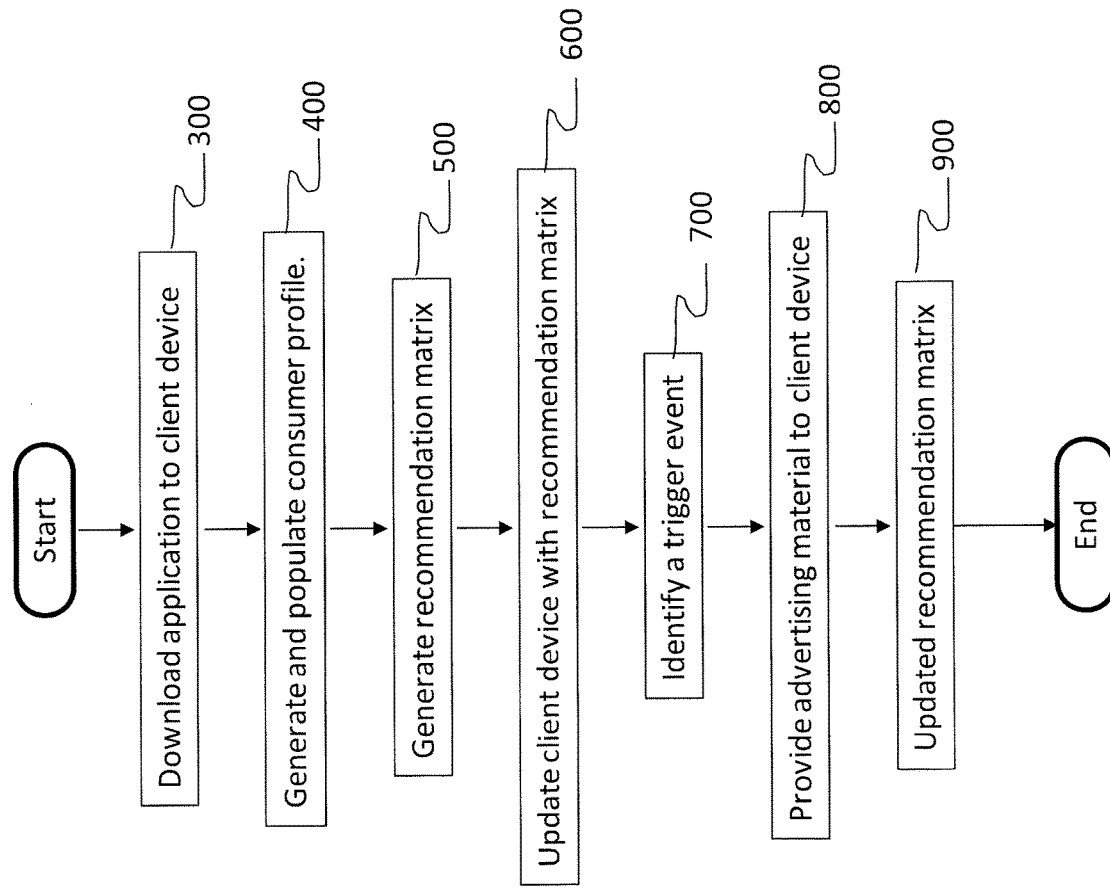 Start
Download application to client device
300
Generate and populate consumer profile.
400
Generate recommendation matrix
500
Update client device with recommendation matrix
600
Identify a trigger event
700
Provide advertising material to client device
800
Updated recommendation matrix
900
End